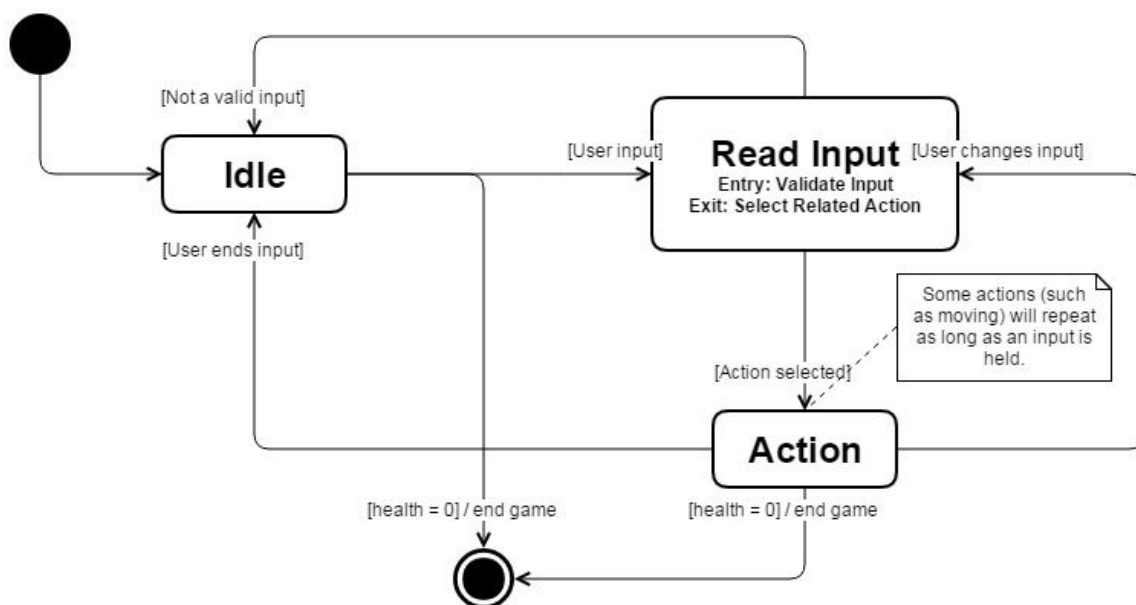 [Not a valid input]
Idle
[User input]
Read Input
[User changes input]
Entry: Validate Input
Exit: Select Related Action
[User ends input]
Some actions (such
as moving) will repeat
as long as an input is
held.
[Action selected]
Action
[health = 0] / end game
[health = 0] / end game